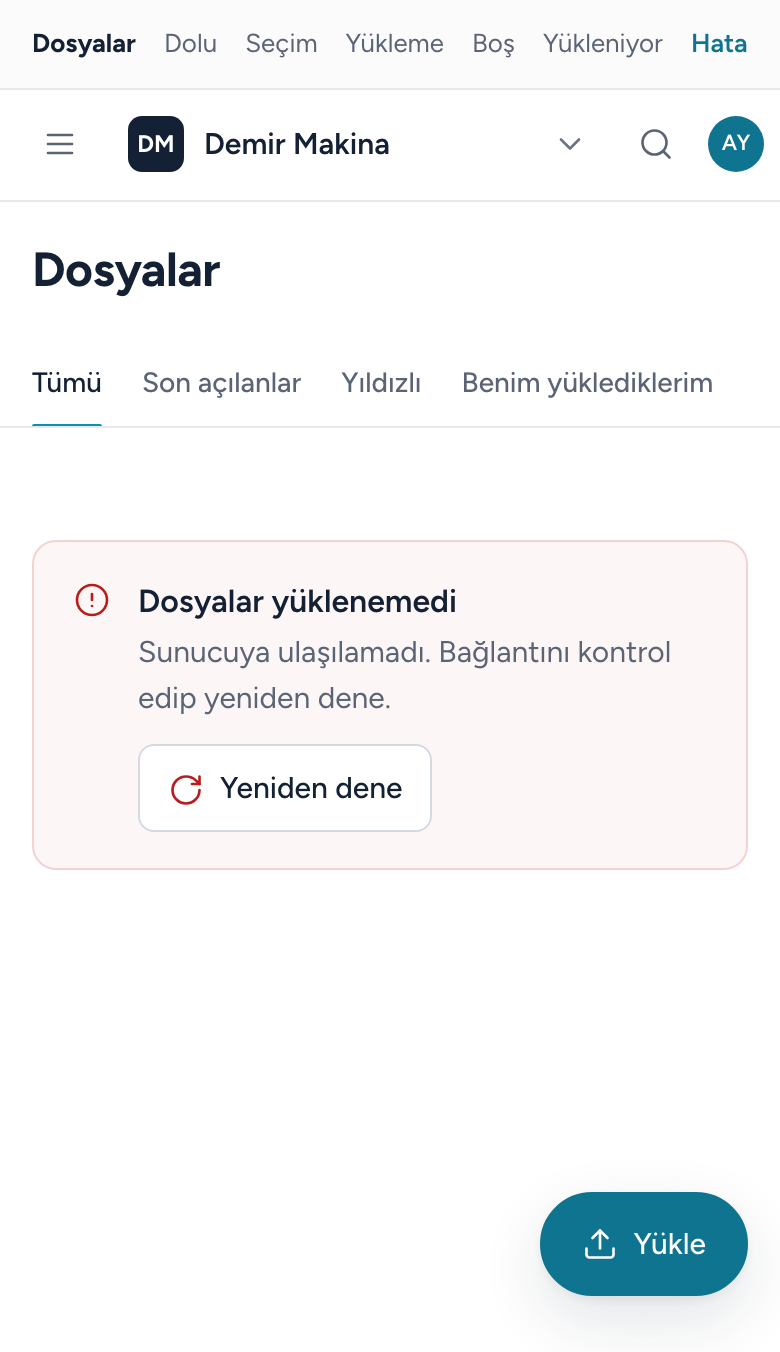 Dosyalar Dolu Seçim Yükleme Boş Yükleniyor Hata
DM Demir Makina AY
Dosyalar
Tümü Son açılanlar Yıldızlı Benim yüklediklerim
Dosyalar yüklenemedi
Sunucuya ulaşılamadı. Bağlantını kontrol
edip yeniden dene.
Yeniden dene
Yükle